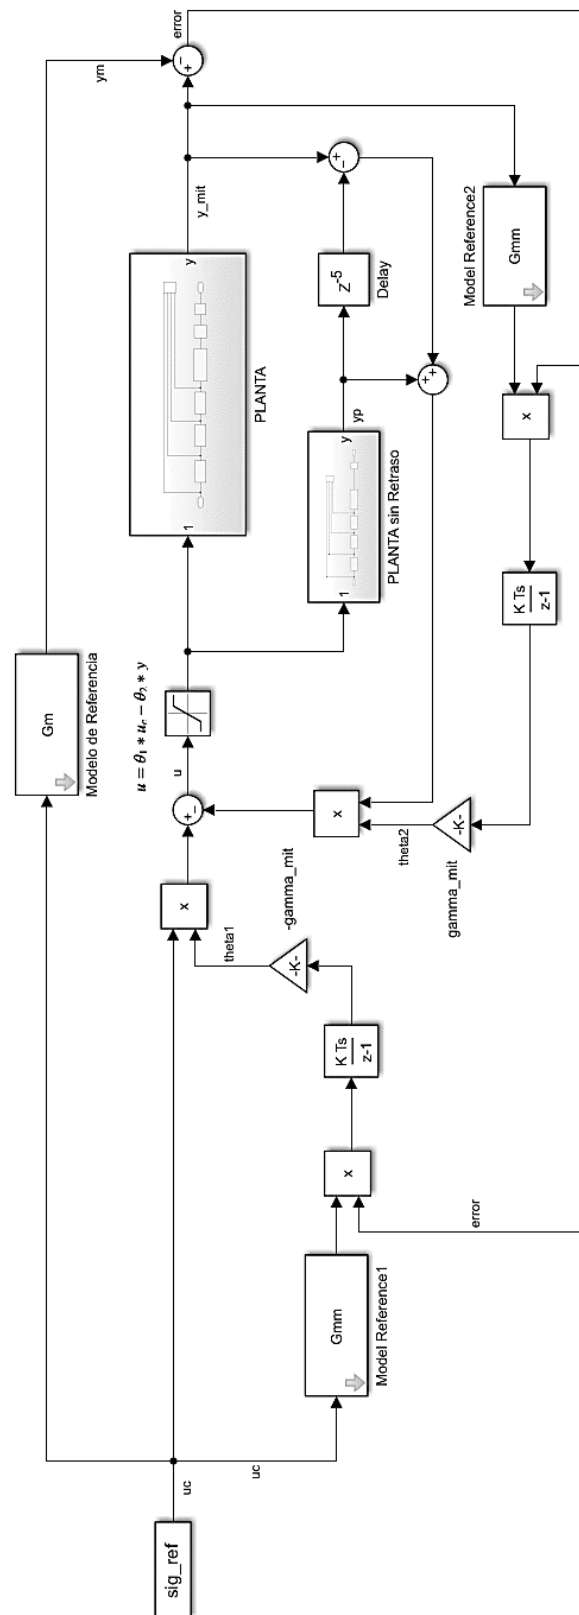 sig_ref
uc
uc
Gm
Modelo de Referencia
ym
error
Gmm
Model Reference1
error
x
K Ts
z-1
-K-
-gamma_mit
theta1
x
+
-
u
u = θ₁ * u_c − θ₂ * y
1
y
PLANTA
y_mit
+
-
1
y
PLANTA sin Retraso
yp
Z⁻⁵
Delay
+
-
+
+
x
theta2
-K-
gamma_mit
K Ts
z-1
x
Gmm
Model Reference2